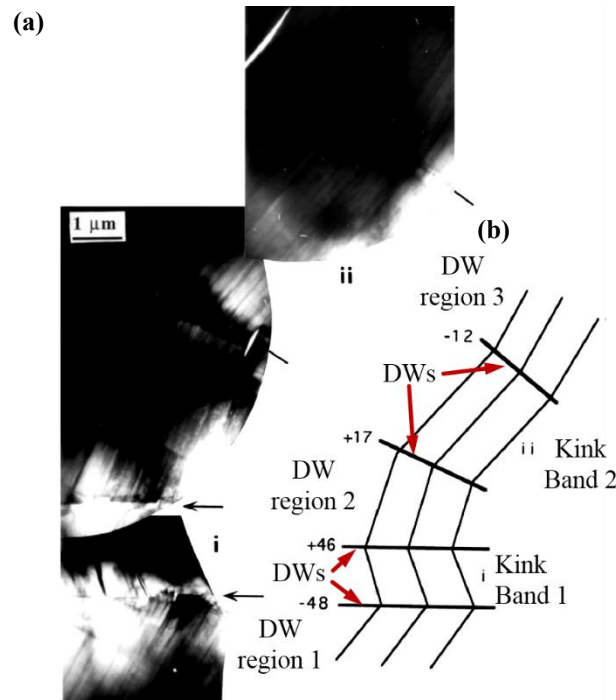 (a)
1 µm
ii
i
(b)
DW
region 3
-12
DWs
+17
ii
Kink
Band 2
DW
region 2
+46
i
Kink
Band 1
DWs
-48
DW
region 1